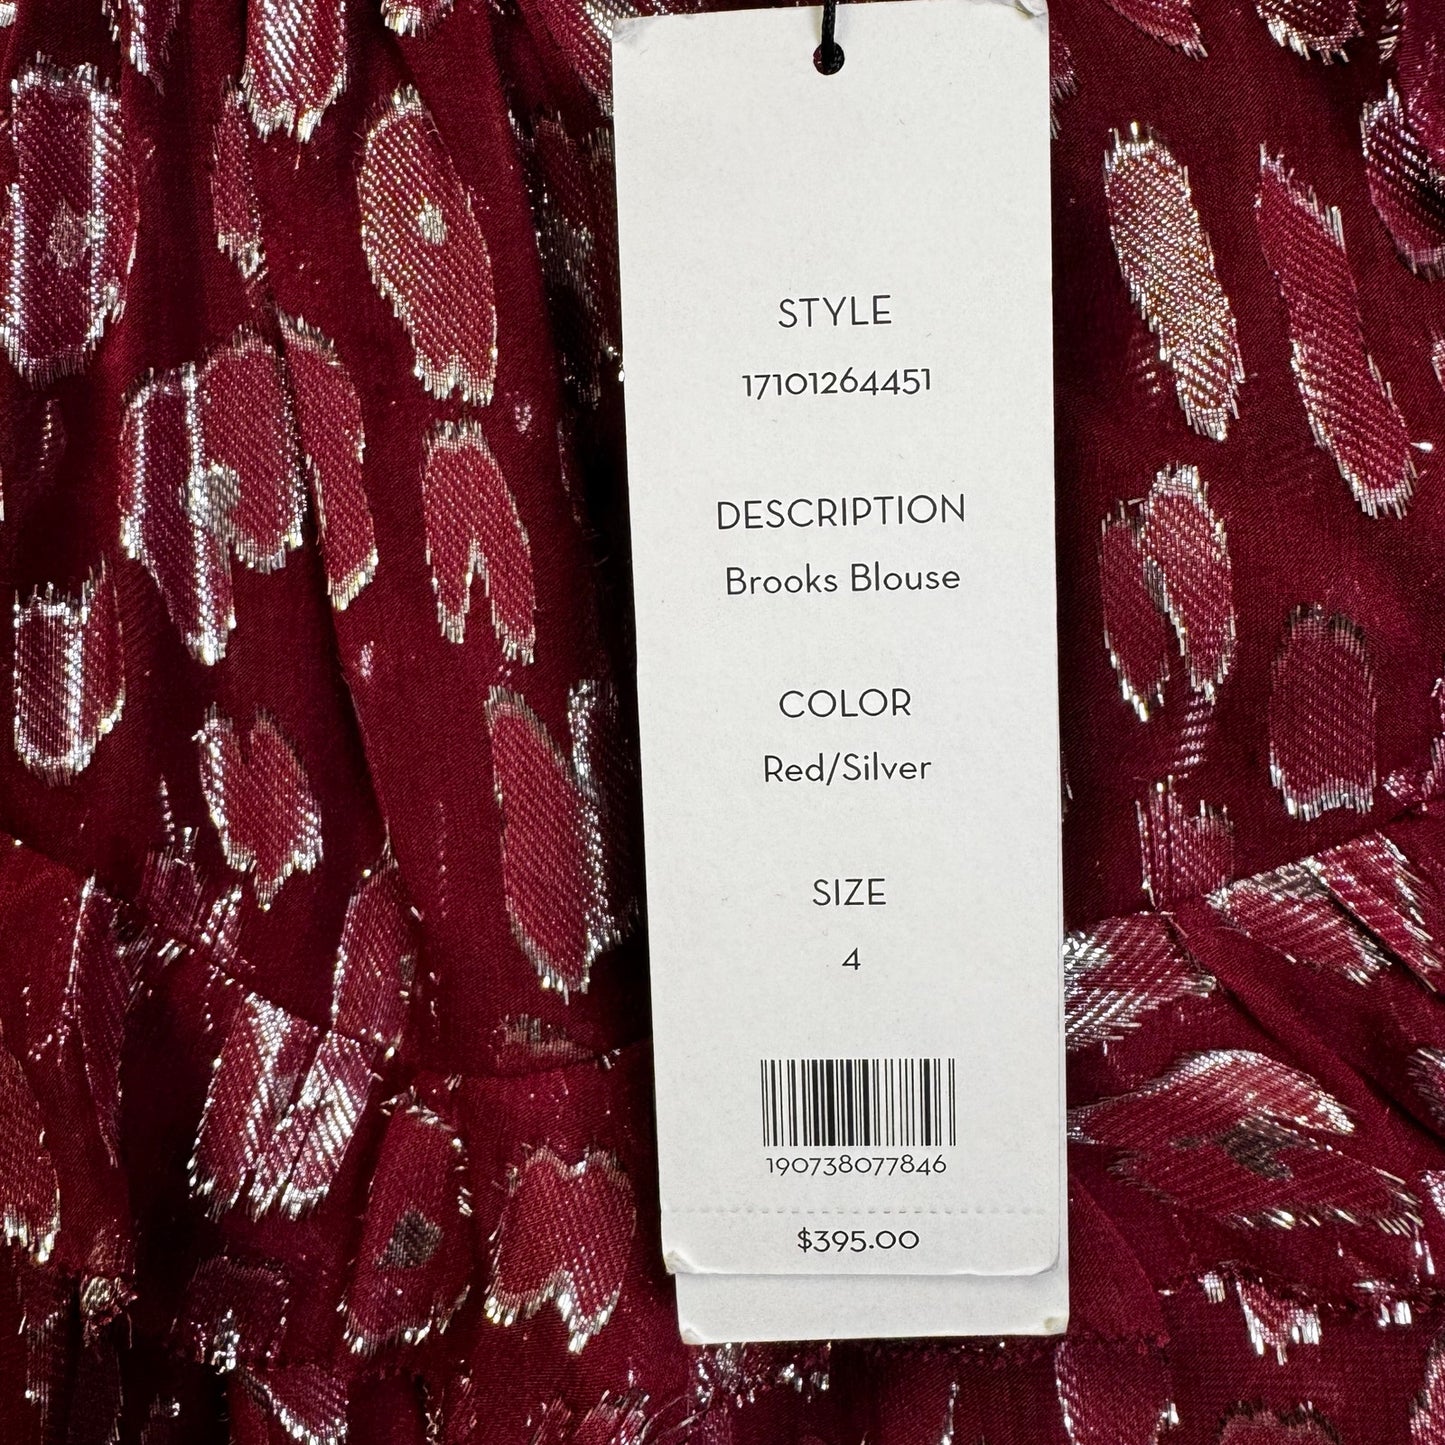 STYLE
17101264451
DESCRIPTION
Brooks Blouse
COLOR
Red/Silver
SIZE
4
190738077846
$395.00